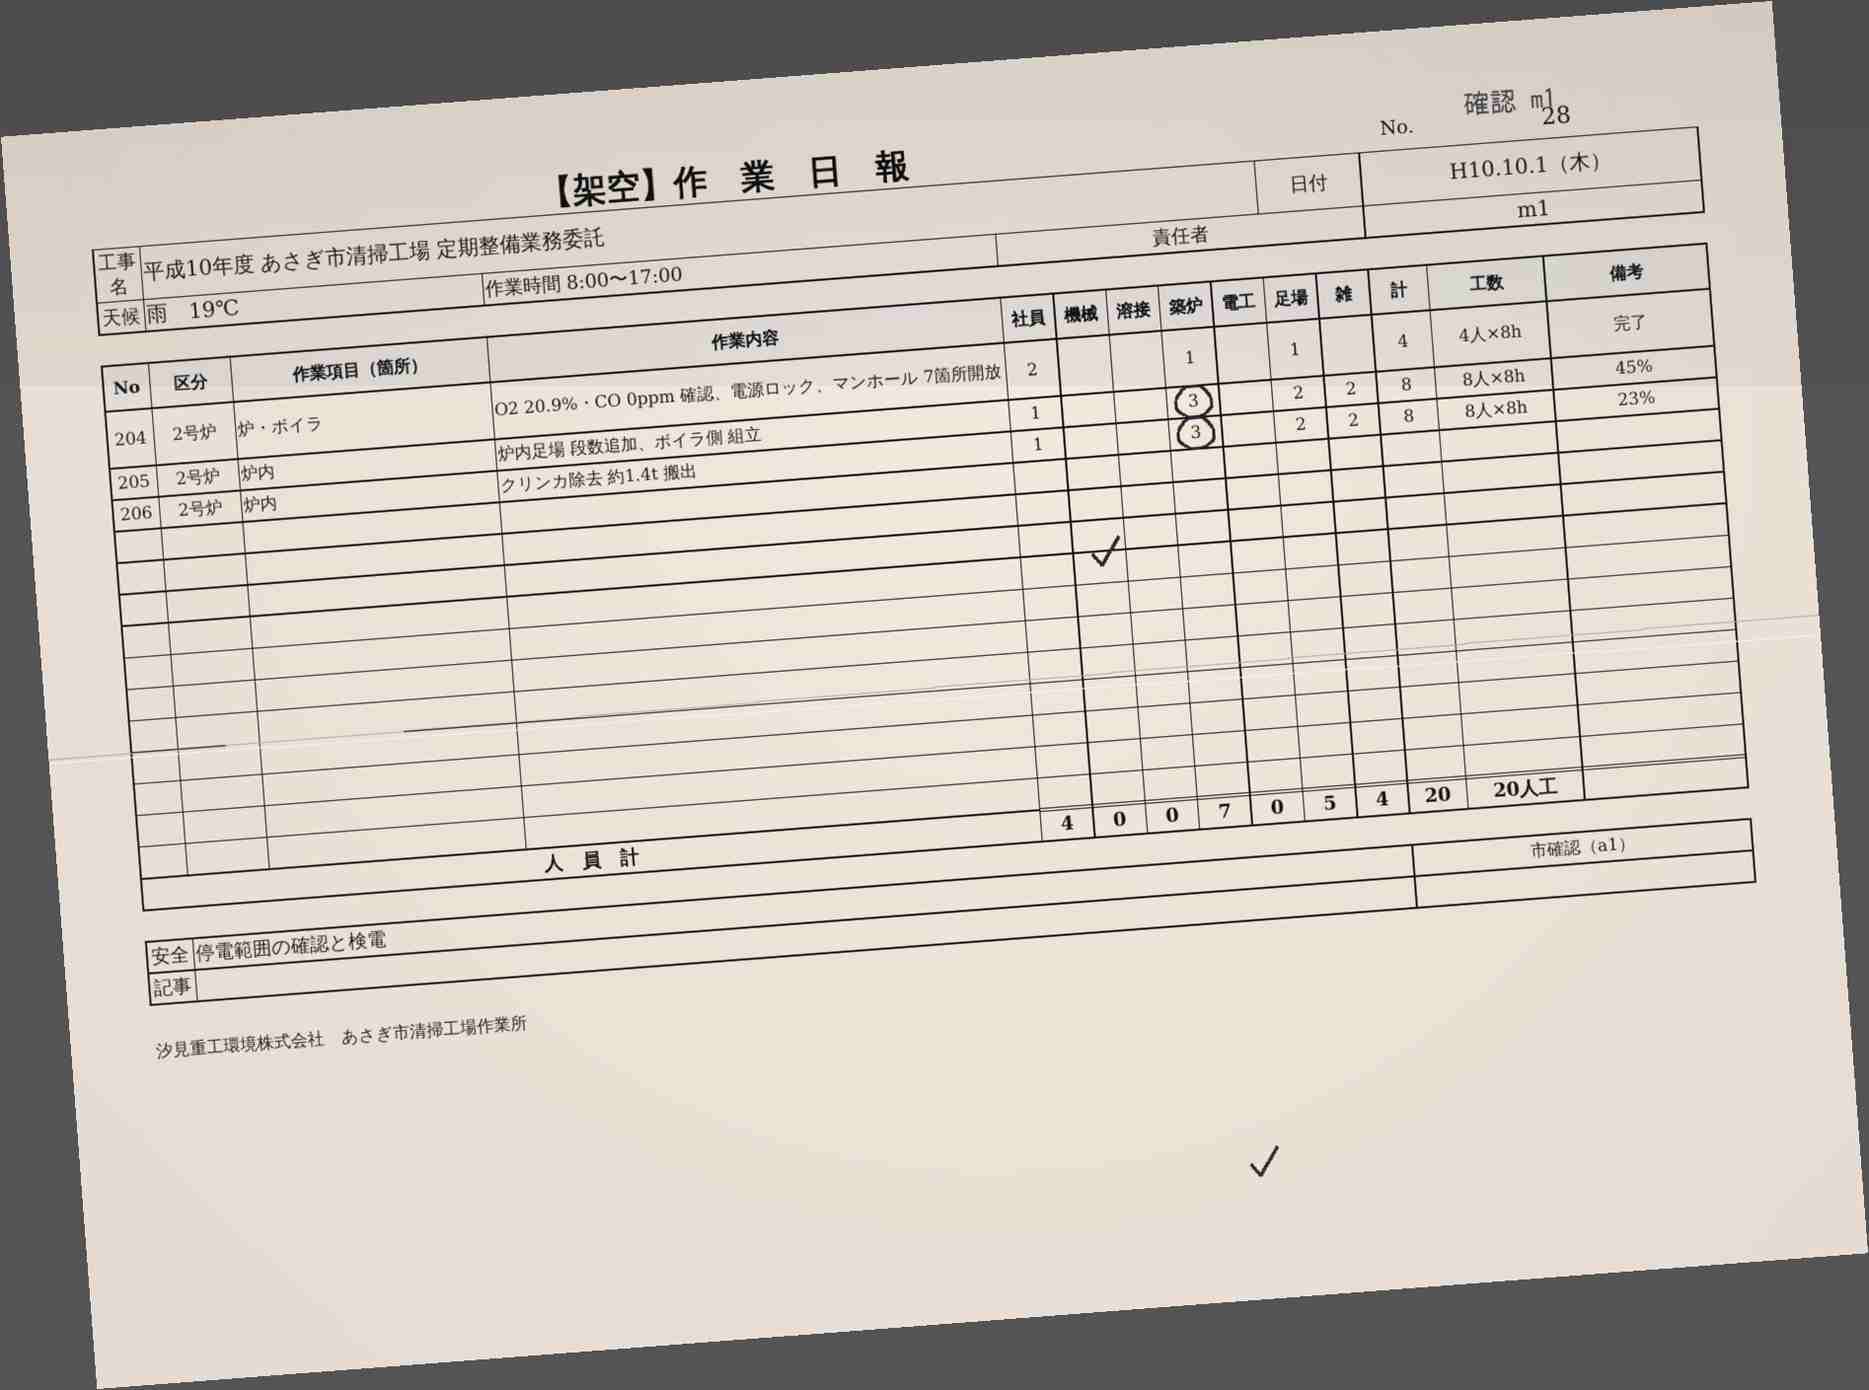 確認 m1
No. 28
【架空】作 業 日 報
工事名 平成10年度 あさぎ市清掃工場 定期整備業務委託 日付 H10.10.1（木）
天候 雨 19℃ 作業時間 8:00〜17:00 責任者 m1
No 区分 作業項目（箇所） 作業内容 社員 機械 溶接 築炉 電工 足場 雑 計 工数 備考
204 2号炉 炉・ボイラ O2 20.9%・CO 0ppm 確認、電源ロック、マンホール 7箇所開放 2 1 1 4 4人×8h 完了
205 2号炉 炉内 炉内足場 段数追加、ボイラ側 組立 1 3 2 2 8 8人×8h 45%
206 2号炉 炉内 クリンカ除去 約1.4t 搬出 1 3 2 2 8 8人×8h 23%
人 員 計 4 0 0 7 0 5 4 20 20人工
安全 停電範囲の確認と検電 市確認（a1）
記事
汐見重工環境株式会社 あさぎ市清掃工場作業所